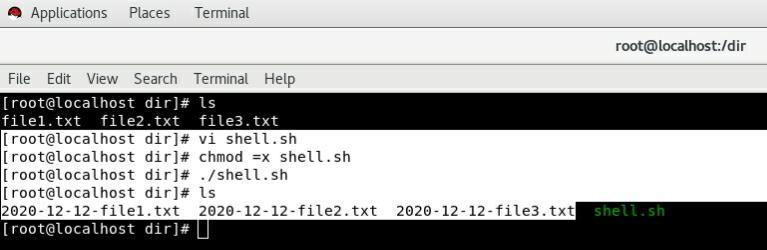 Applications Places Terminal
root@localhost:/dir
File Edit View Search Terminal Help
[root@localhost dir]# ls
file1.txt file2.txt file3.txt
[root@localhost dir]# vi shell.sh
[root@localhost dir]# chmod =x shell.sh
[root@localhost dir]# ./shell.sh
[root@localhost dir]# ls
2020-12-12-file1.txt 2020-12-12-file2.txt 2020-12-12-file3.txt shell.sh
[root@localhost dir]#